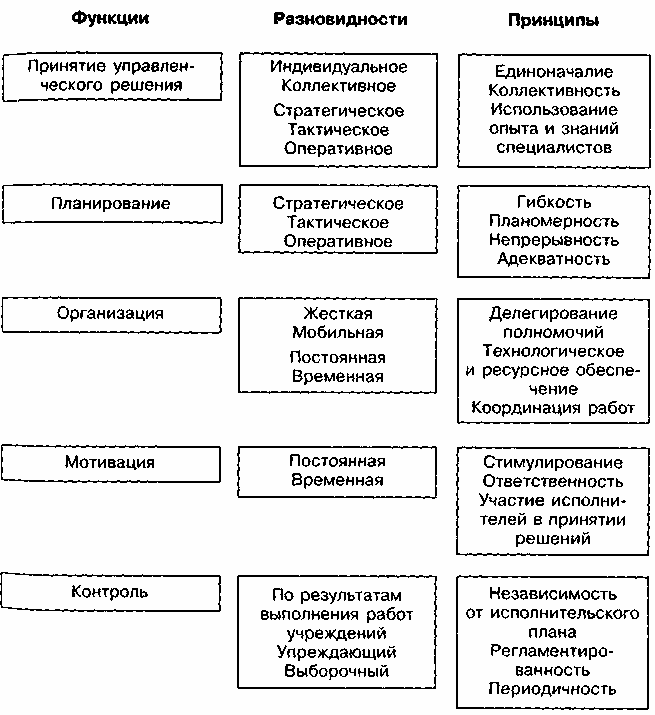 Функции
Разновидности
Принципы
Принятие управлен-
ческого решения
Индивидуальное
Коллективное
Стратегическое
Тактическое
Оперативное
Единоначалие
Коллективность
Использование
опыта и знаний
специалистов
Планирование
Стратегическое
Тактическое
Оперативное
Гибкость
Планомерность
Непрерывность
Адекватность
Организация
Жесткая
Мобильная
Постоянная
Временная
Делегирование
полномочий
Технологическое
и ресурсное обеспе-
чение
Координация работ
Мотивация
Постоянная
Временная
Стимулирование
Ответственность
Участие исполни-
телей в принятии
решений
Контроль
По результатам
выполнения работ
учреждений
Упреждающий
Выборочный
Независимость
от исполнительского
плана
Регламентиро-
ванность
Периодичность